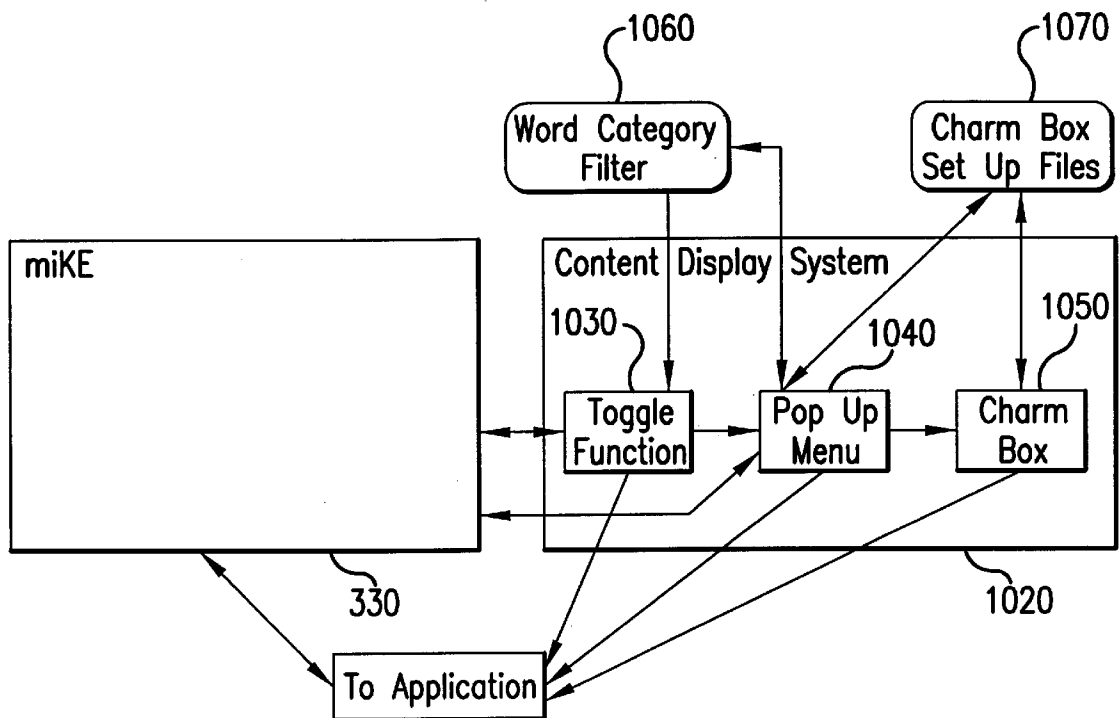 1060
1070
Word Category
Filter
Charm Box
Set Up Files
miKE
Content Display System
1030
1040
1050
Toggle
Function
Pop Up
Menu
Charm
Box
330
1020
To Application